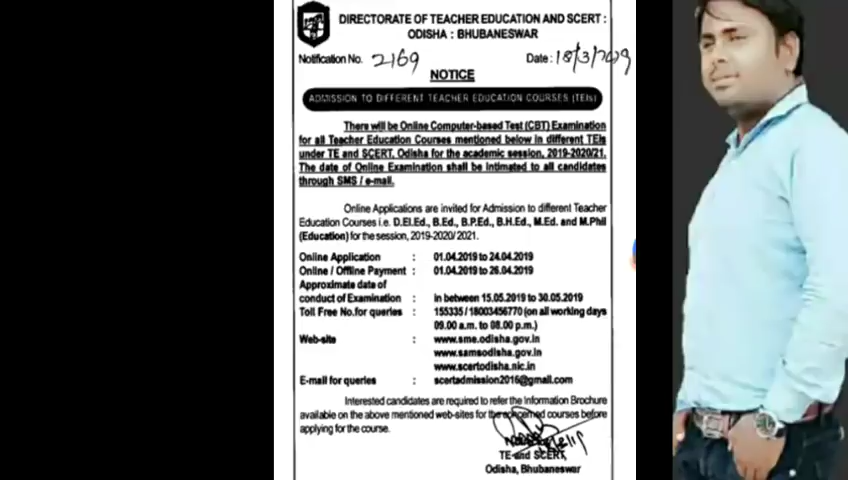 DIRECTORATE OF TEACHER EDUCATION AND SCERT :
ODISHA : BHUBANESWAR
Notification No. 2169 Date: 18/3/2019
NOTICE
ADMISSION TO DIFFERENT TEACHER EDUCATION COURSES (TEIs)
There will be Online Computer-based Test (CBT) Examination
for all Teacher Education Courses mentioned below in different TEIs
under TE and SCERT, Odisha for the academic session, 2019-2020/21.
The date of Online Examination shall be intimated to all candidates
through SMS / e-mail.
Online Applications are invited for Admission to different Teacher
Education Courses i.e. D.El.Ed., B.Ed., B.P.Ed., B.H.Ed., M.Ed. and M.Phil
(Education) for the session, 2019-2020/ 2021.
Online Application : 01.04.2019 to 24.04.2019
Online / Offline Payment : 01.04.2019 to 26.04.2019
Approximate date of
conduct of Examination : in between 15.05.2019 to 30.05.2019
Toll Free No.for queries : 155335 / 18003456770 (on all working days
09.00 a.m. to 08.00 p.m.)
Web-site : www.sme.odisha.gov.in
www.samsodisha.gov.in
www.scertodisha.nic.in
E-mail for queries : scertadmission2016@gmail.com
Interested candidates are required to refer the Information Brochure
available on the above mentioned web-sites for the concerned courses before
applying for the course.
TE-and SCERT,
Odisha, Bhubaneswar